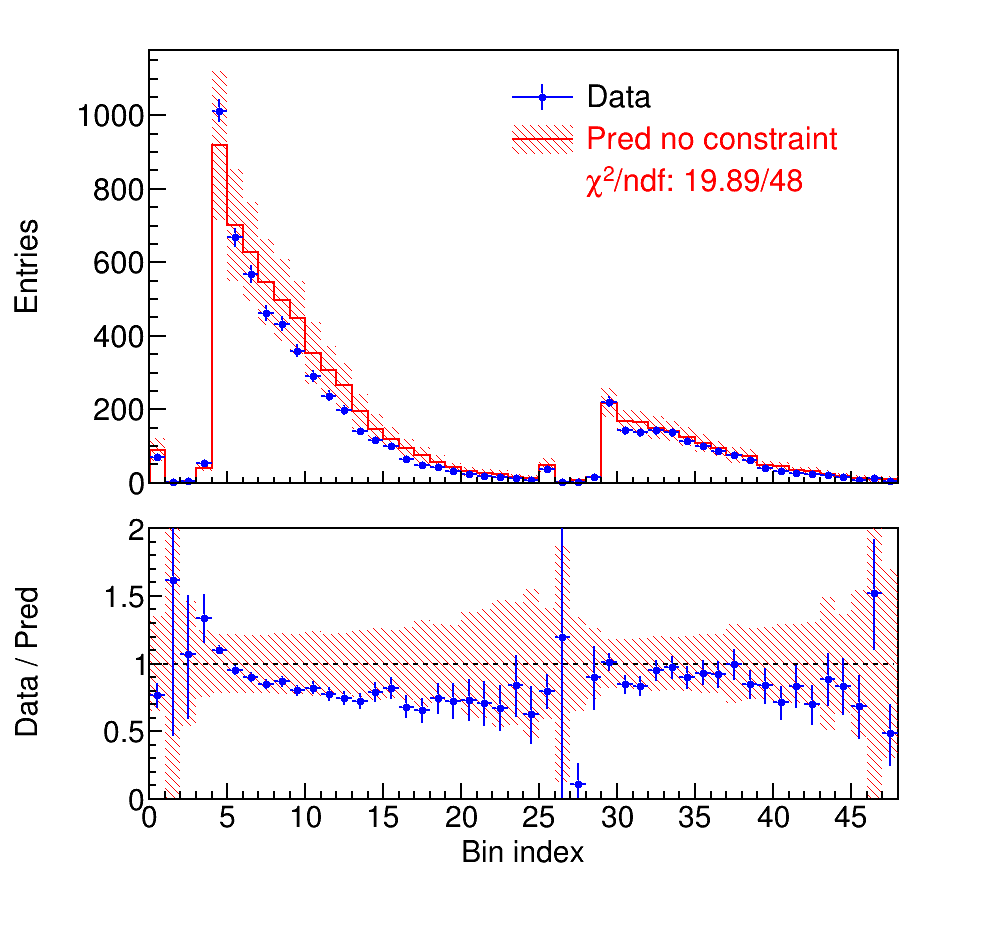 Entries
1000
800
600
400
200
0
Data
Pred no constraint
χ²/ndf: 19.89/48
Data / Pred
2
1.5
1
0.5
0
0 5 10 15 20 25 30 35 40 45
Bin index